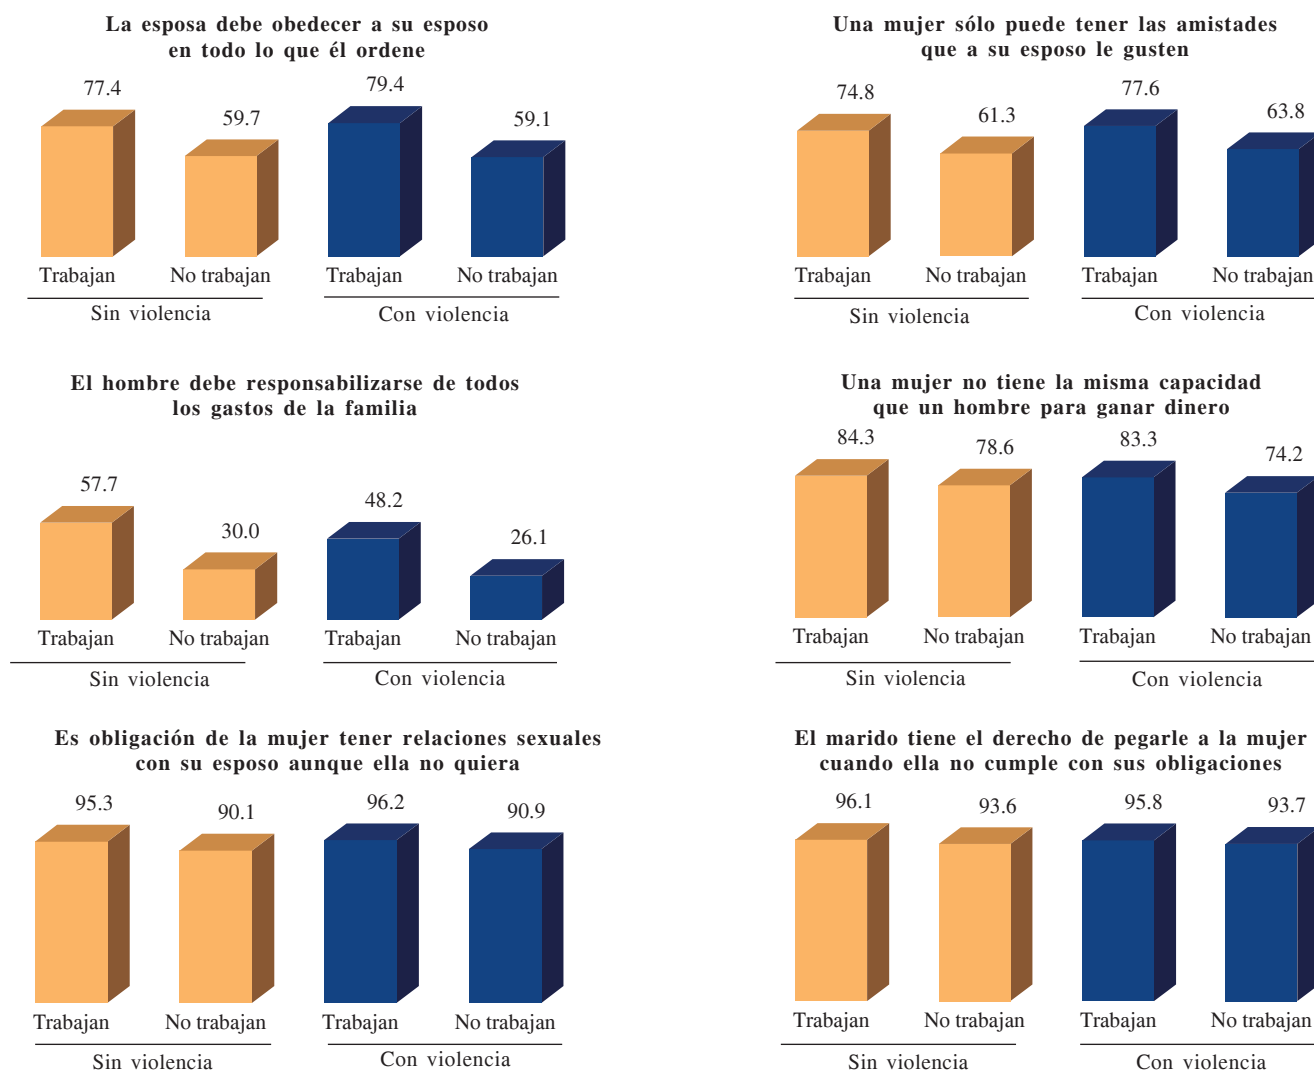 La esposa debe obedecer a su esposo
en todo lo que él ordene
77.4
59.7
79.4
59.1
Trabajan
No trabajan
Trabajan
No trabajan
Sin violencia
Con violencia
Una mujer sólo puede tener las amistades
que a su esposo le gusten
74.8
61.3
77.6
63.8
Trabajan
No trabajan
Trabajan
No trabajan
Sin violencia
Con violencia
El hombre debe responsabilizarse de todos
los gastos de la familia
57.7
30.0
48.2
26.1
Trabajan
No trabajan
Trabajan
No trabajan
Sin violencia
Con violencia
Una mujer no tiene la misma capacidad
que un hombre para ganar dinero
84.3
78.6
83.3
74.2
Trabajan
No trabajan
Trabajan
No trabajan
Sin violencia
Con violencia
Es obligación de la mujer tener relaciones sexuales
con su esposo aunque ella no quiera
95.3
90.1
96.2
90.9
Trabajan
No trabajan
Trabajan
No trabajan
Sin violencia
Con violencia
El marido tiene el derecho de pegarle a la mujer
cuando ella no cumple con sus obligaciones
96.1
93.6
95.8
93.7
Trabajan
No trabajan
Trabajan
No trabajan
Sin violencia
Con violencia